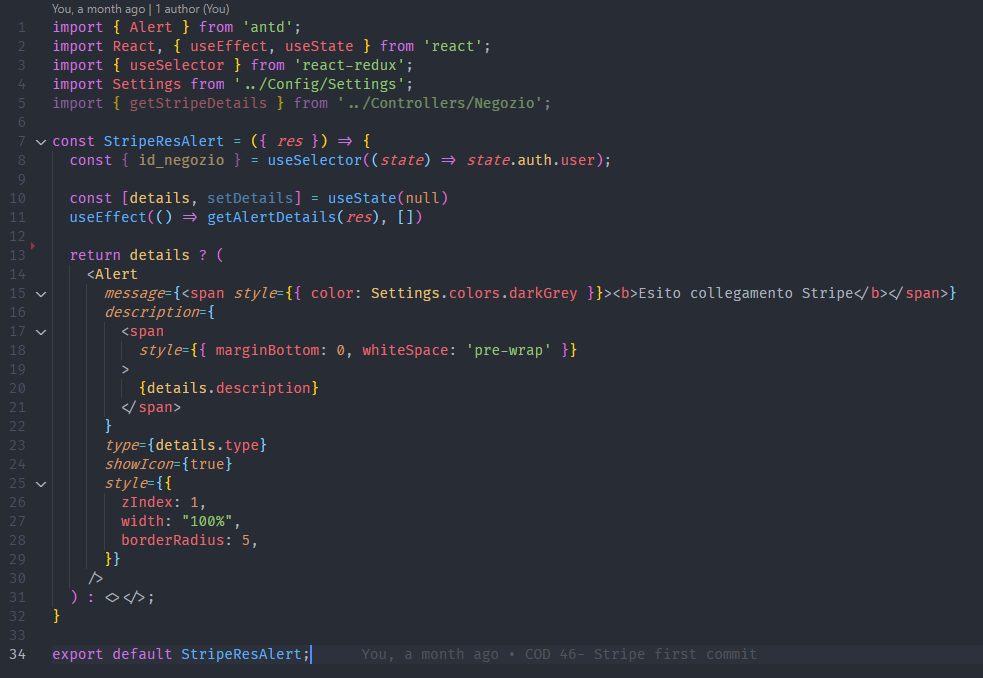 You, a month ago | 1 author (You)
1 import { Alert } from 'antd';
2 import React, { useEffect, useState } from 'react';
3 import { useSelector } from 'react-redux';
4 import Settings from '../Config/Settings';
5 import { getStripeDetails } from '../Controllers/Negozio';
6
7 const StripeResAlert = ({ res }) => {
8 const { id_negozio } = useSelector((state) => state.auth.user);
9
10 const [details, setDetails] = useState(null)
11 useEffect(() => getAlertDetails(res), [])
12
13 return details ? (
14 <Alert
15 message={<span style={{ color: Settings.colors.darkGrey }}><b>Esito collegamento Stripe</b></span>}
16 description={
17 <span
18 style={{ marginBottom: 0, whiteSpace: 'pre-wrap' }}
19 >
20 {details.description}
21 </span>
22 }
23 type={details.type}
24 showIcon={true}
25 style={{
26 zIndex: 1,
27 width: "100%",
28 borderRadius: 5,
29 }}
30 />
31 ) : <></>;
32 }
33
34 export default StripeResAlert; You, a month ago • COD 46- Stripe first commit